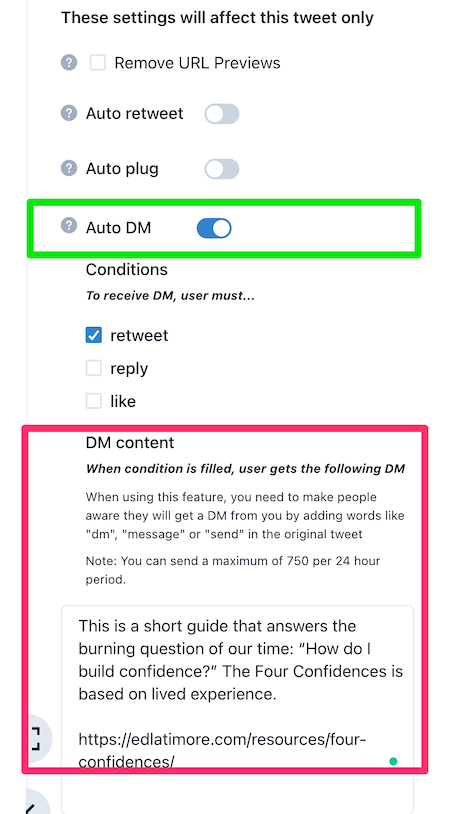 These settings will affect this tweet only
? Remove URL Previews
? Auto retweet
? Auto plug
? Auto DM
Conditions
To receive DM, user must...
retweet
reply
like
DM content
When condition is filled, user gets the following DM
When using this feature, you need to make people
aware they will get a DM from you by adding words like
"dm", "message" or "send" in the original tweet
Note: You can send a maximum of 750 per 24 hour
period.
This is a short guide that answers the
burning question of our time: “How do I
build confidence?” The Four Confidences is
based on lived experience.
https://edlatimore.com/resources/four-
confidences/